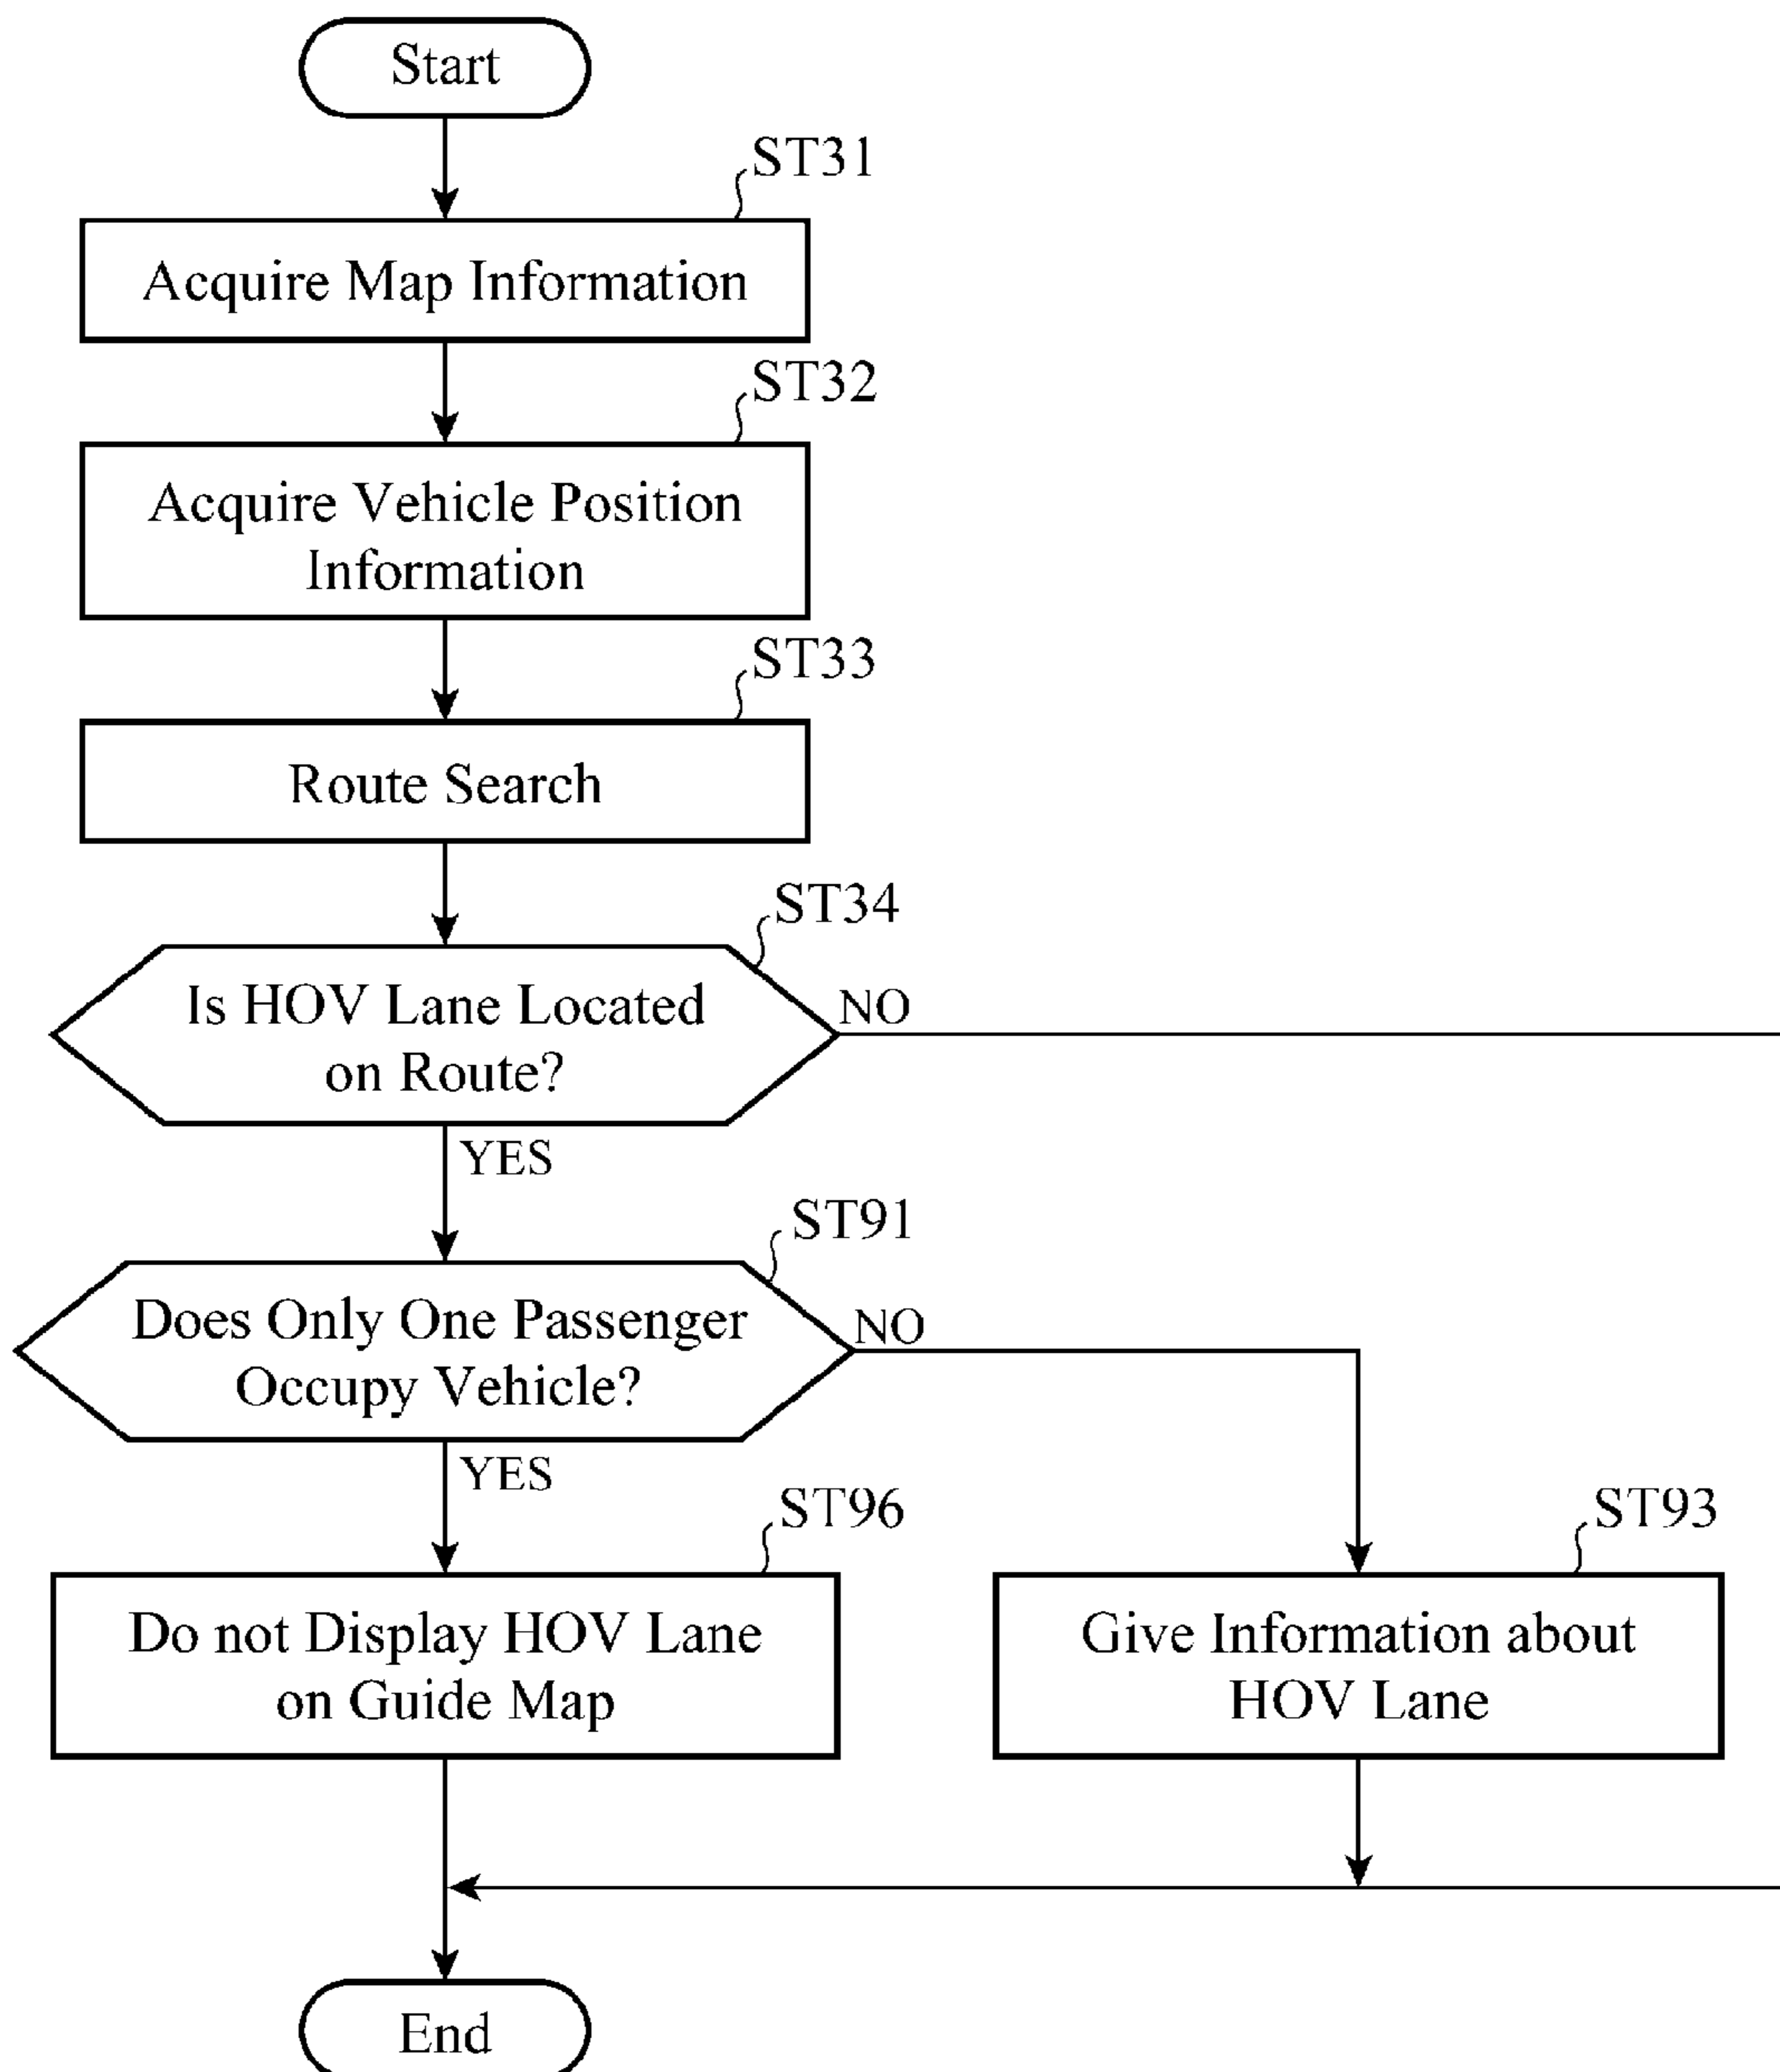 Start
ST31
Acquire Map Information
ST32
Acquire Vehicle Position
Information
ST33
Route Search
ST34
Is HOV Lane Located
on Route?
NO
YES
ST91
Does Only One Passenger
Occupy Vehicle?
NO
YES
ST96
Do not Display HOV Lane
on Guide Map
ST93
Give Information about
HOV Lane
End